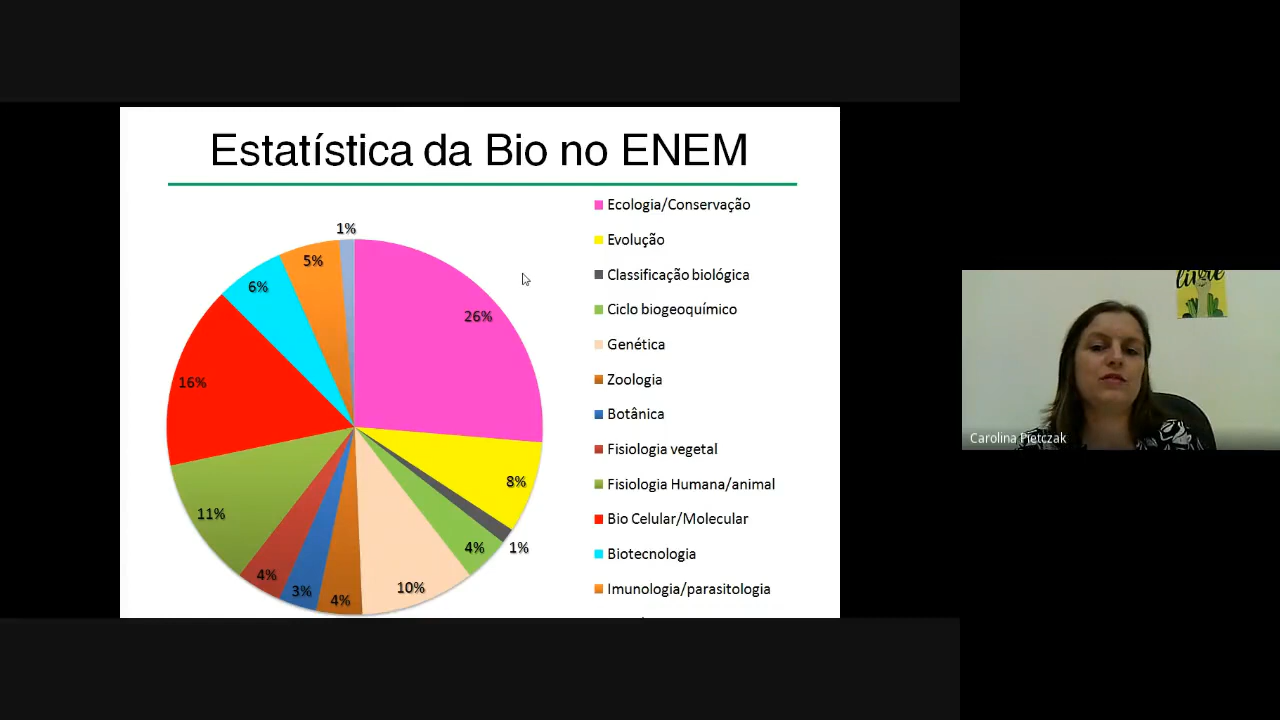 Estatística da Bio no ENEM
1%
5%
6%
26%
16%
8%
11%
1%
4%
4%
10%
3%
4%
Ecologia/Conservação
Evolução
Classificação biológica
Ciclo biogeoquímico
Genética
Zoologia
Botânica
Fisiologia vegetal
Fisiologia Humana/animal
Bio Celular/Molecular
Biotecnologia
Imunologia/parasitologia
livre
Carolina Pietczak